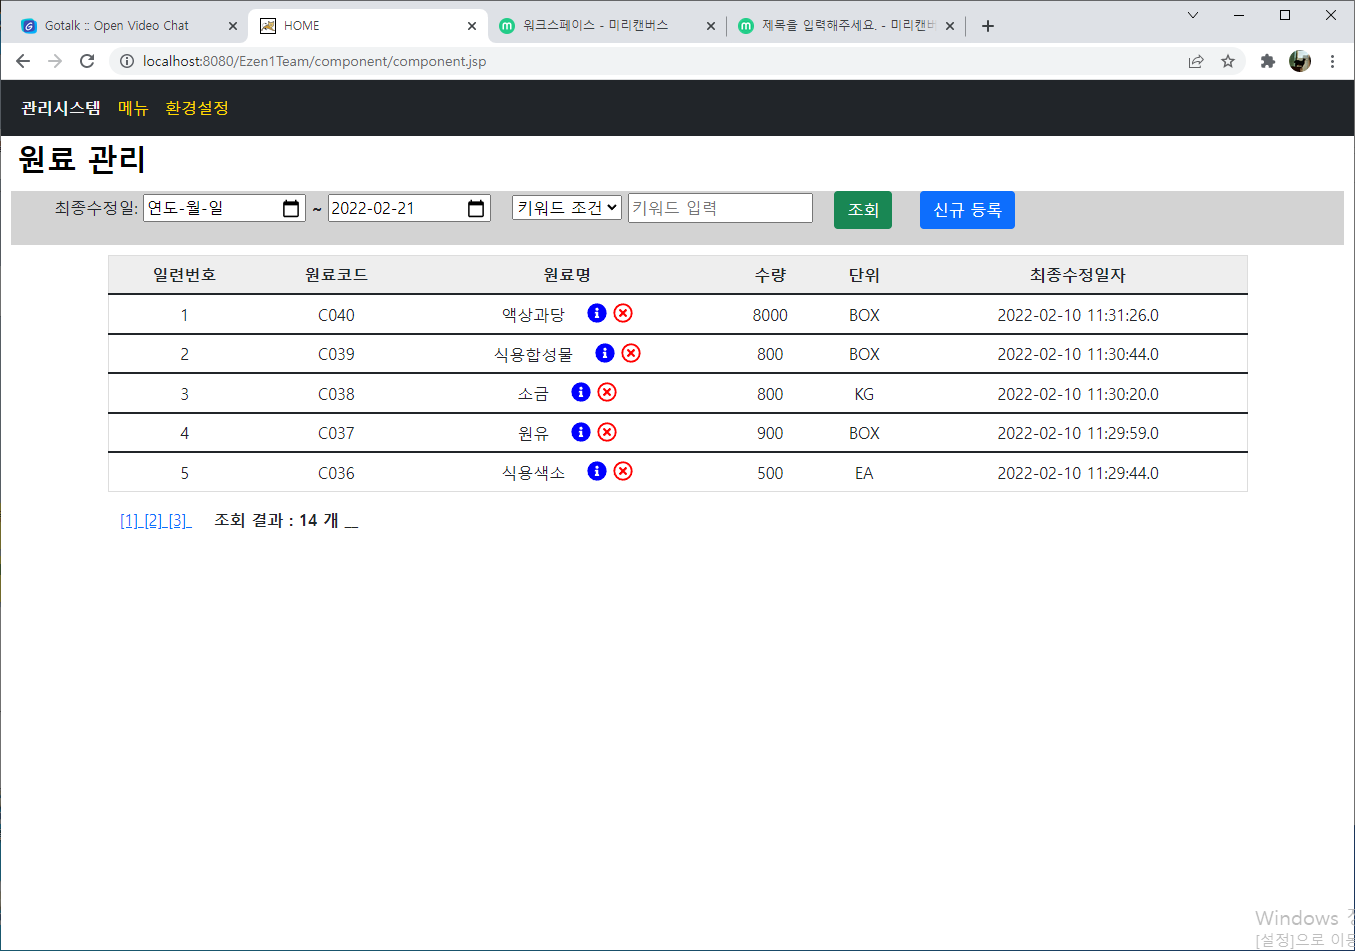 Gotalk :: Open Video Chat HOME 워크스페이스 - 미리캔버스 제목을 입력해주세요. - 미리캔버
localhost:8080/Ezen1Team/component/component.jsp
관리시스템 메뉴 환경설정
원료 관리
최종수정일: 연도-월-일 ~ 2022-02-21 키워드 조건 키워드 입력 조회 신규 등록
일련번호 원료코드 원료명 수량 단위 최종수정일자
1 C040 액상과당 8000 BOX 2022-02-10 11:31:26.0
2 C039 식용합성물 800 BOX 2022-02-10 11:30:44.0
3 C038 소금 800 KG 2022-02-10 11:30:20.0
4 C037 원유 900 BOX 2022-02-10 11:29:59.0
5 C036 식용색소 500 EA 2022-02-10 11:29:44.0
[1] [2] [3] 조회 결과 : 14 개
Windows
[설정]으로 이동